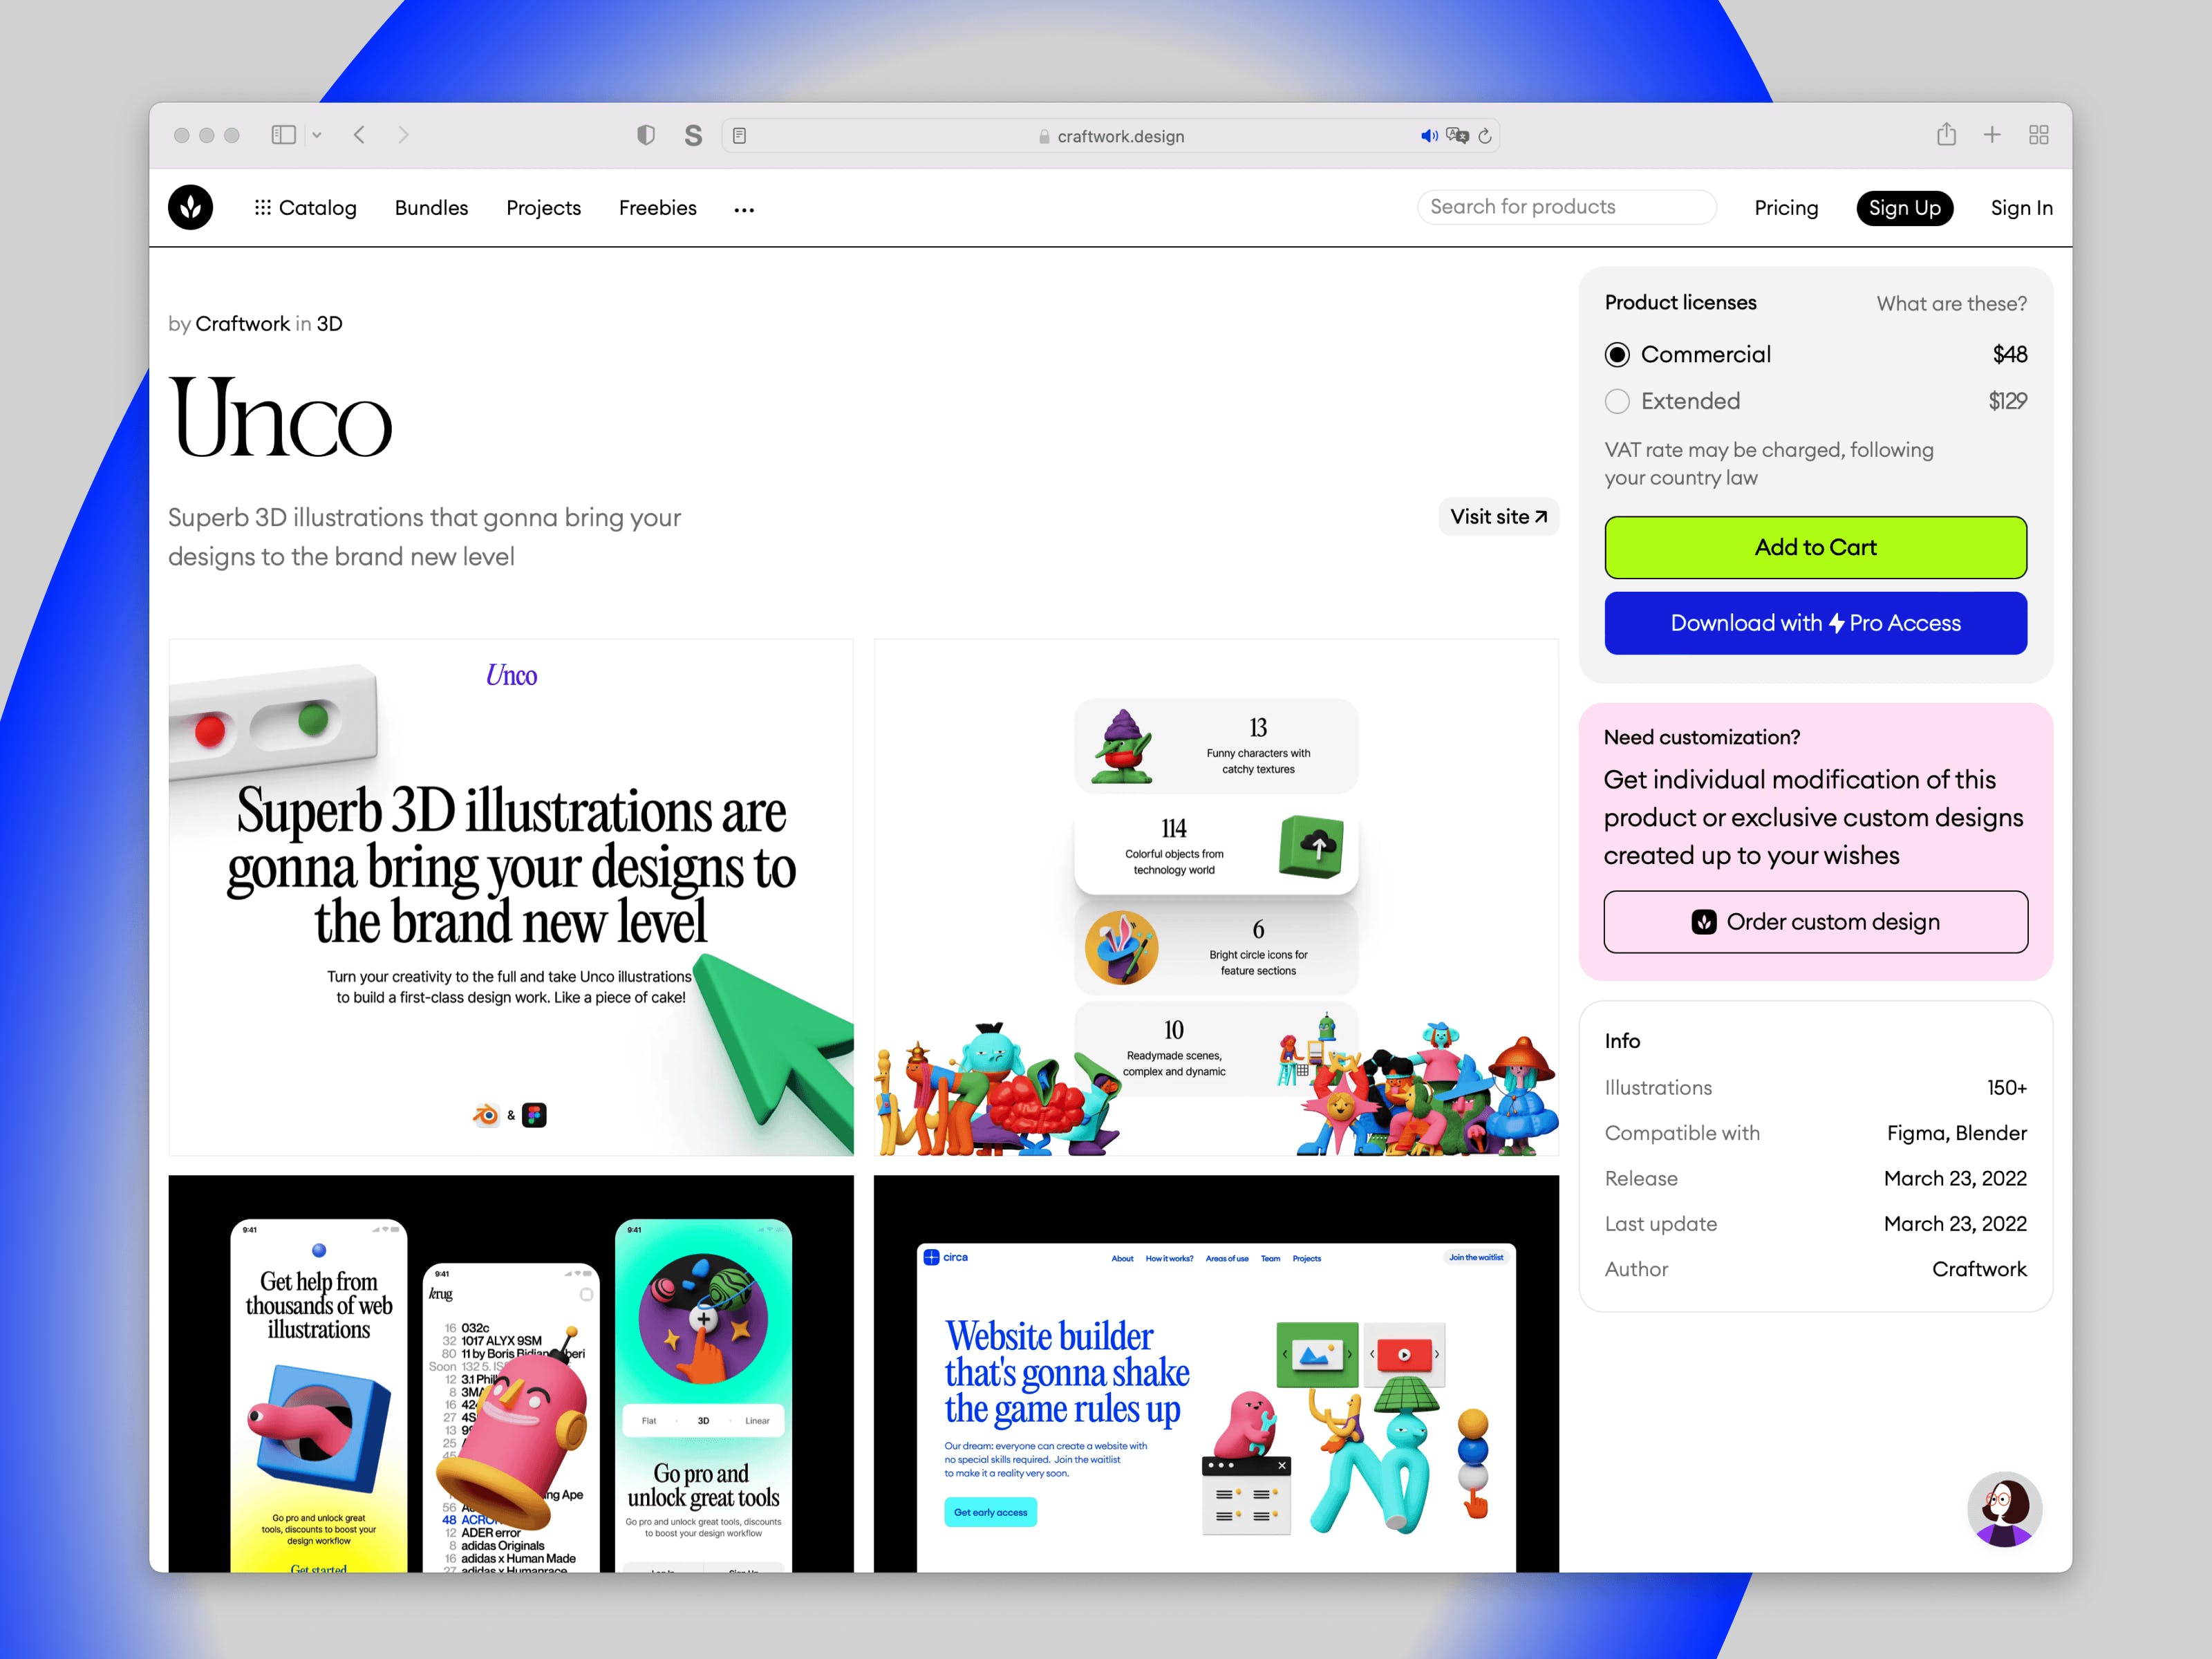 craftwork.design
Catalog
Bundles
Projects
Freebies
Search for products
Pricing
Sign Up
Sign In
by Craftwork in 3D
Unco
Superb 3D illustrations that gonna bring your
designs to the brand new level
Visit site
Product licenses
What are these?
Commercial
$48
Extended
$129
VAT rate may be charged, following
your country law
Add to Cart
Download with Pro Access
Need customization?
Get individual modification of this
product or exclusive custom designs
created up to your wishes
Order custom design
Info
Illustrations
150+
Compatible with
Figma, Blender
Release
March 23, 2022
Last update
March 23, 2022
Author
Craftwork
Unco
Superb 3D illustrations are
gonna bring your designs to
the brand new level
Turn your creativity to the full and take Unco illustrations
to build a first-class design work. Like a piece of cake!
&
13
Funny characters with
catchy textures
114
Colorful objects from
technology world
6
Bright circle icons for
feature sections
10
Readymade scenes,
complex and dynamic
9:41
Get help from
thousands of web
illustrations
Go pro and unlock great
tools, discounts to boost your
design workflow
Get started
9:41
krug
16 032c
32 1017 ALYX 9SM
80 11 by Boris
Soon 132 5.
12 3.1
8
16
27
13
25
45
ng Ape
56
48
12 ADER error
8 adidas Originals
16 adidas x Human Made
27 adidas x Humanrace
9:41
Flat
3D
Linear
Go pro and
unlock great tools
Go pro and unlock great tools, discounts
to boost your design workflow
Log In
Sign Up
circa
About
How it works?
Areas of use
Team
Projects
Join the waitlist
Website builder
that's gonna shake
the game rules up
Our dream: everyone can create a website with
no special skills required. Join the waitlist
to make it a reality very soon.
Get early access